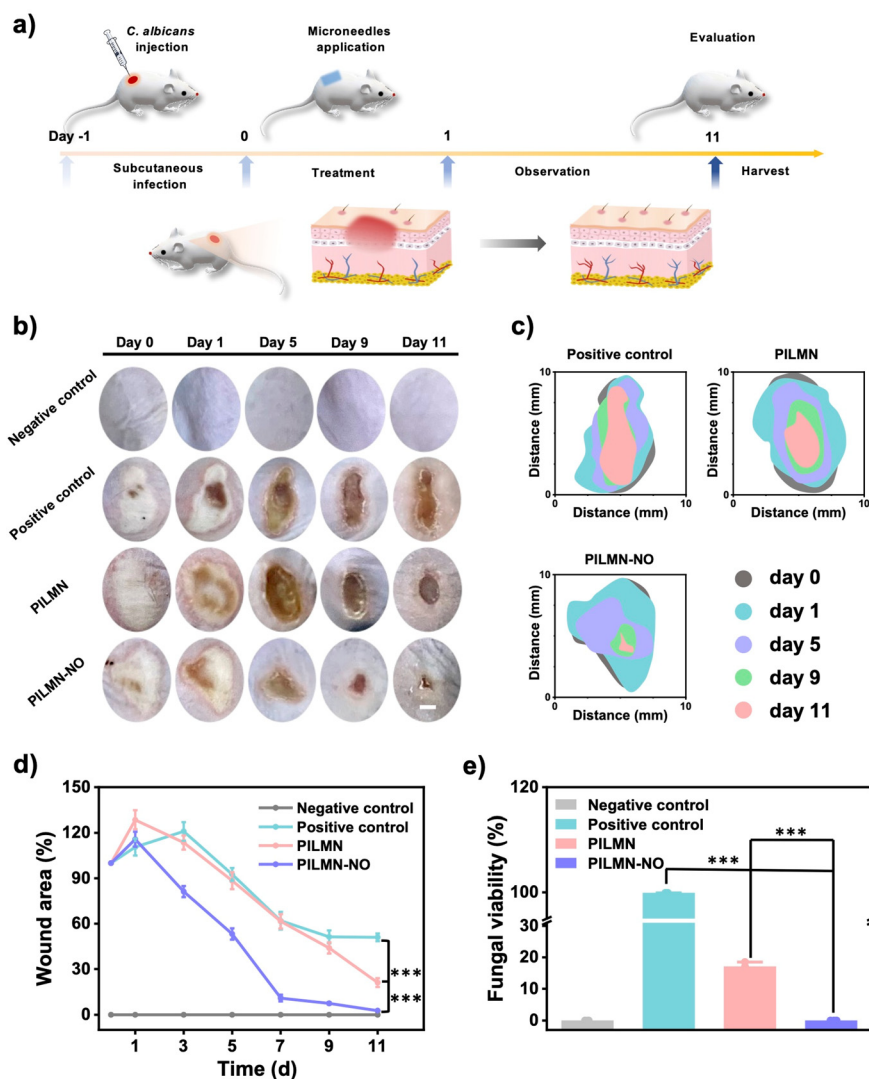 a)
C. albicans
injection
Microneedles
application
Evaluation
Day -1
0
1
11
Subcutaneous
infection
Treatment
Observation
Harvest
b)
Day 0
Day 1
Day 5
Day 9
Day 11
Negative control
Positive control
PILMN
PILMN-NO
c)
Positive control
10
Distance (mm)
0
10
Distance (mm)
PILMN
10
Distance (mm)
0
10
Distance (mm)
PILMN-NO
10
Distance (mm)
0
10
Distance (mm)
day 0
day 1
day 5
day 9
day 11
d)
150
120
90
60
30
0
Wound area (%)
Negative control
Positive control
PILMN
PILMN-NO
***
***
1
3
5
7
9
11
Time (d)
e)
120
100
30
20
10
0
Fungal viability (%)
Negative control
Positive control
PILMN
PILMN-NO
***
***